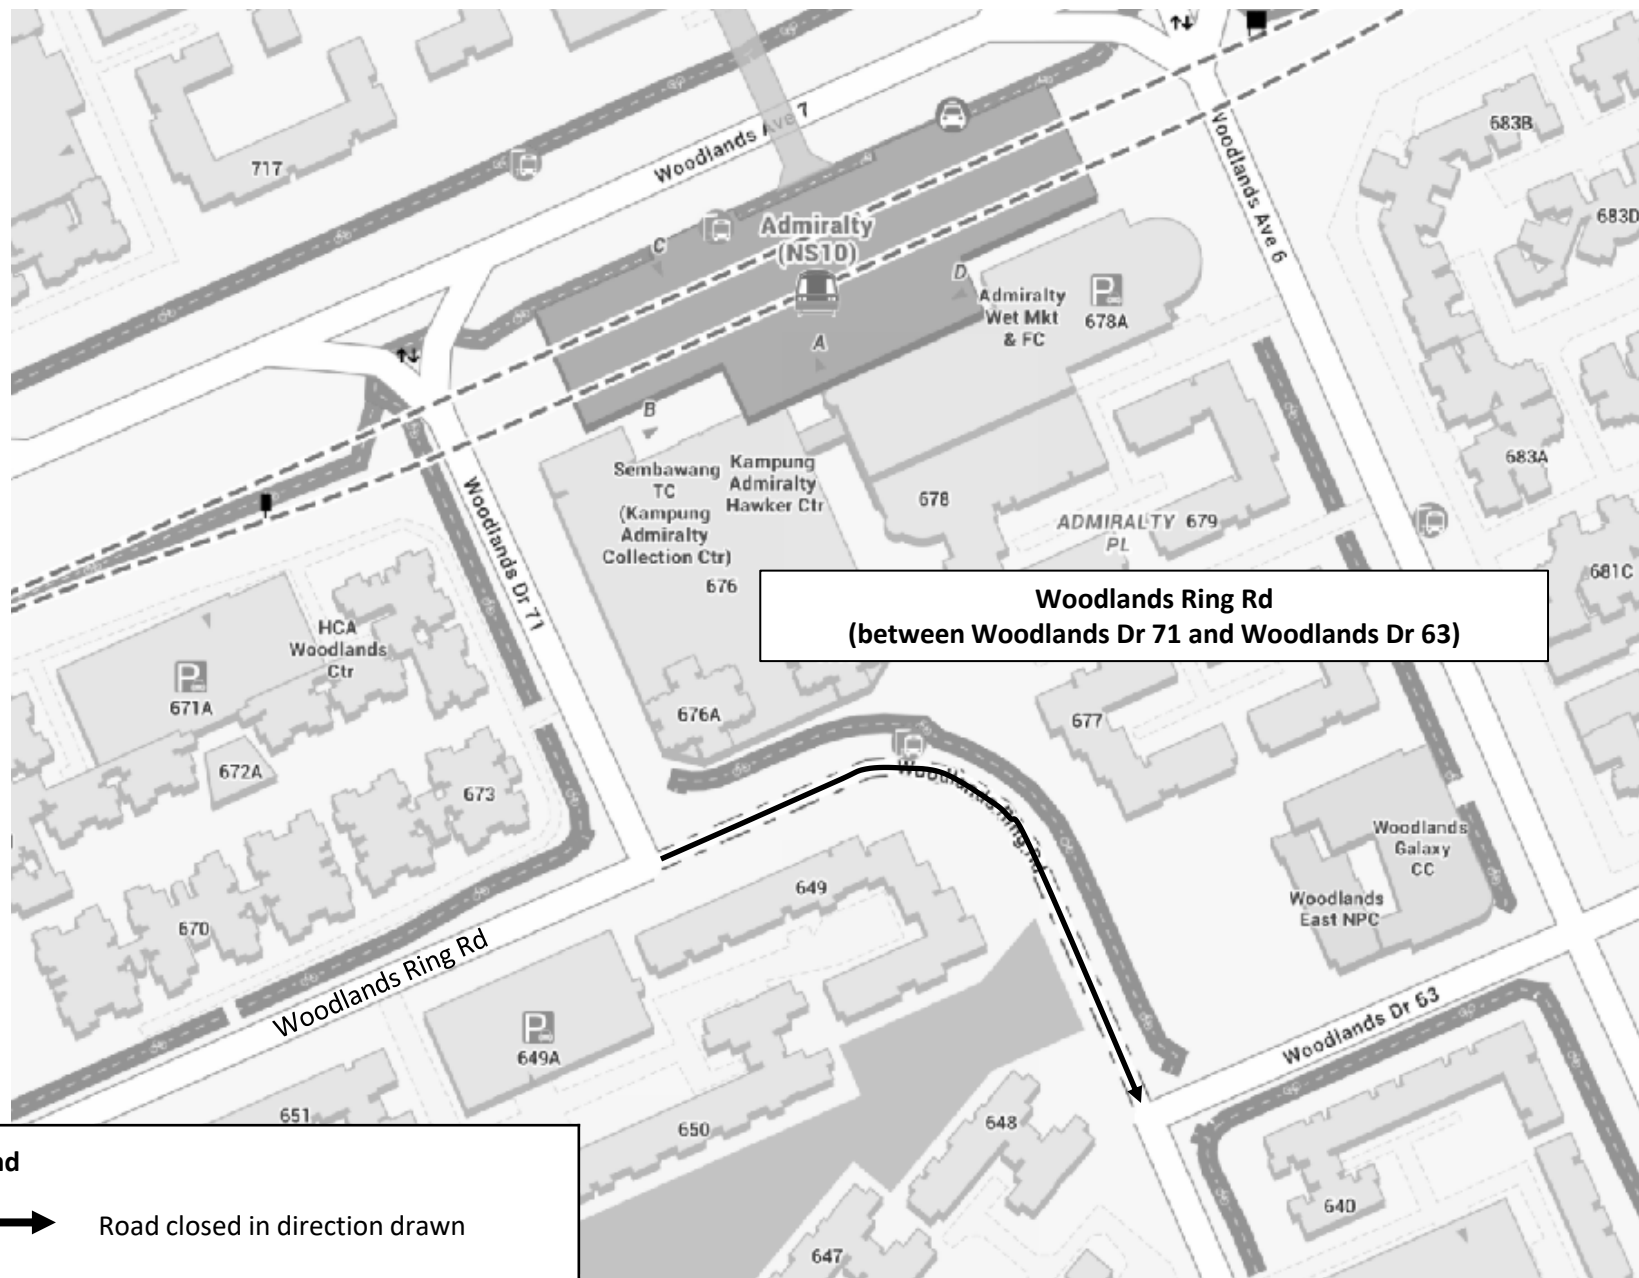 717
Woodlands Ave 7
683B
683D
Woodlands Ave 6
Admiralty
(NS10)
C
D
A
B
Admiralty
Wet Mkt
& FC
678A
Sembawang
TC
(Kampung
Admiralty
Collection Ctr)
Kampung
Admiralty
Hawker Ctr
676
678
ADMIRALTY
PL
679
683A
681C
Woodlands Dr 71
HCA
Woodlands
Ctr
671A
672A
673
670
676A
677
Woodlands Ring Rd
(between Woodlands Dr 71 and Woodlands Dr 63)
Woodlands Ring Rd
Woodlands
Galaxy
CC
Woodlands
East NPC
649
Woodlands Ring Rd
649A
Woodlands Dr 63
651
650
648
640
647
Road closed in direction drawn